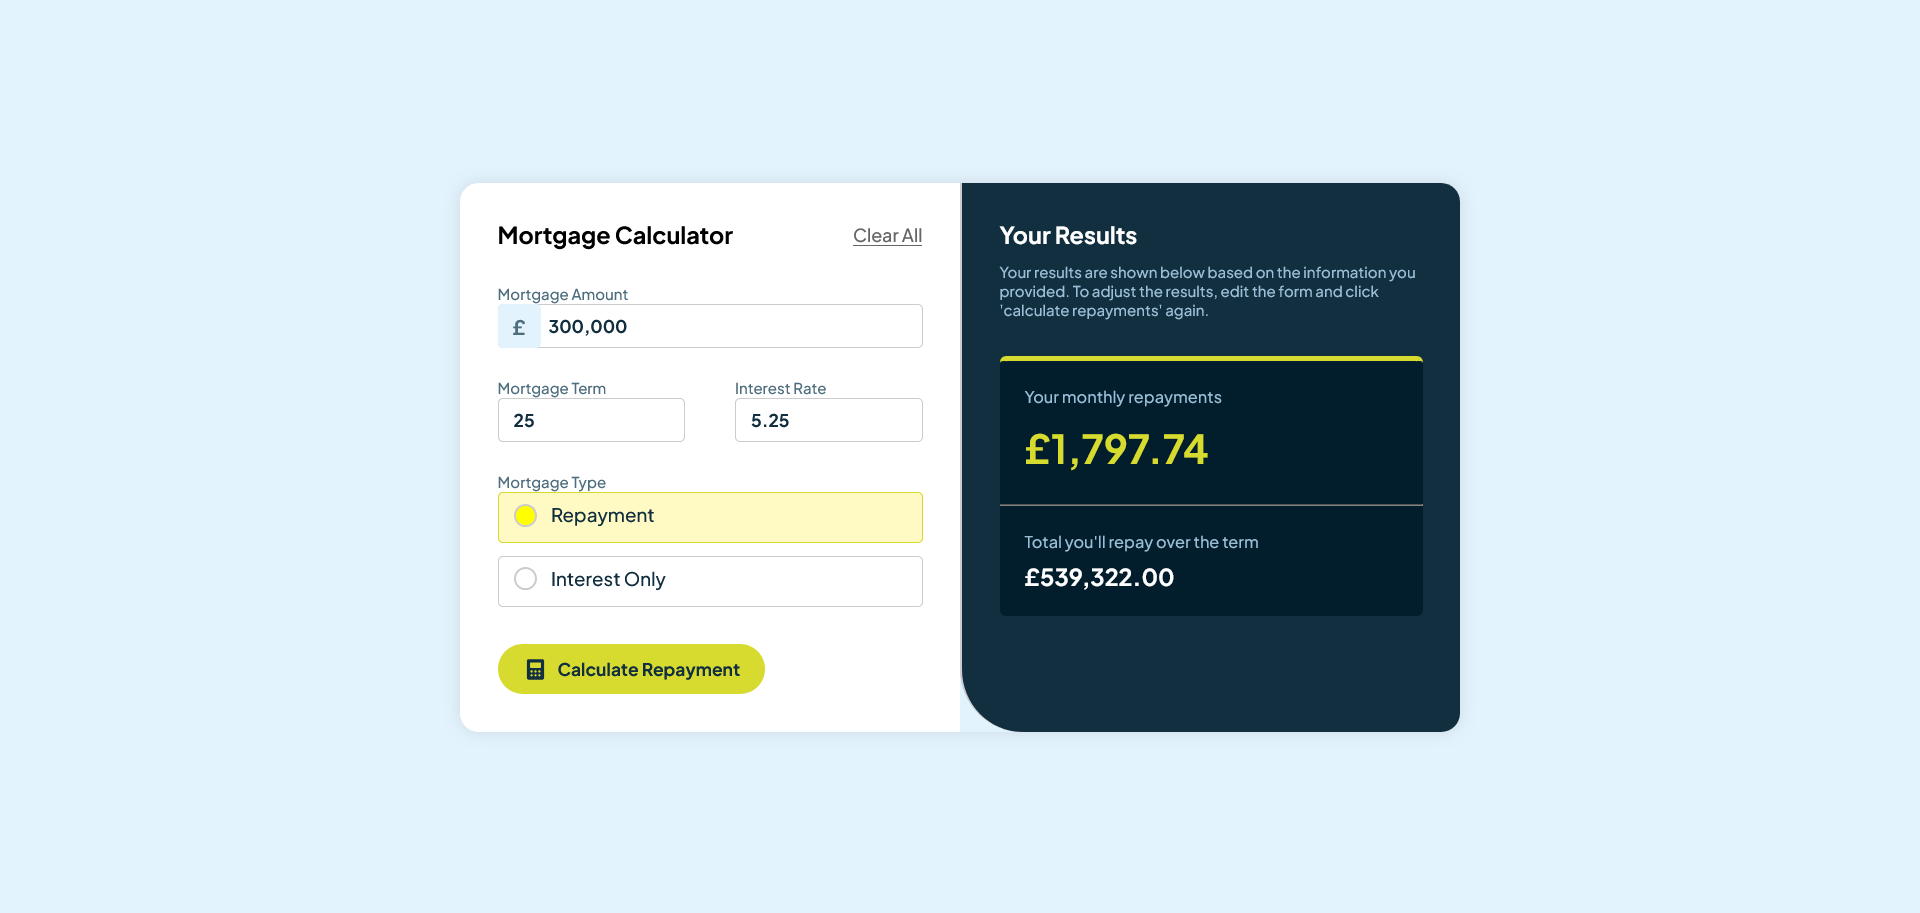 Mortgage Calculator
Clear All
Mortgage Amount
£ 300,000
Mortgage Term
25
Interest Rate
5.25
Mortgage Type
Repayment
Interest Only
Calculate Repayment
Your Results
Your results are shown below based on the information you
provided. To adjust the results, edit the form and click
'calculate repayments' again.
Your monthly repayments
£1,797.74
Total you'll repay over the term
£539,322.00